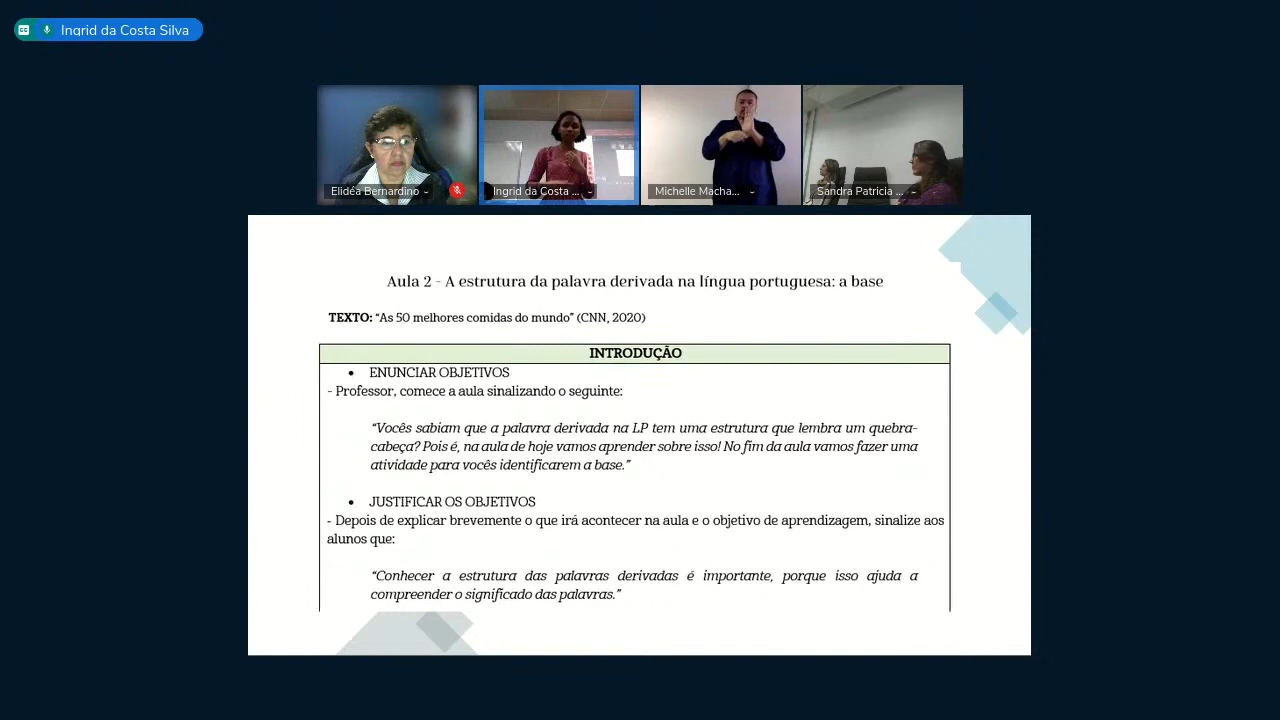 Ingrid da Costa Silva
Elidéa Bernardino
Ingrid da Costa ...
Michelle Macha...
Sandra Patricia ...
Aula 2 - A estrutura da palavra derivada na língua portuguesa: a base
TEXTO: “As 50 melhores comidas do mundo” (CNN, 2020)
INTRODUÇÃO
• ENUNCIAR OBJETIVOS
- Professor, comece a aula sinalizando o seguinte:
“Vocês sabiam que a palavra derivada na LP tem uma estrutura que lembra um quebra-
cabeça? Pois é, na aula de hoje vamos aprender sobre isso! No fim da aula vamos fazer uma
atividade para vocês identificarem a base.”
• JUSTIFICAR OS OBJETIVOS
- Depois de explicar brevemente o que irá acontecer na aula e o objetivo de aprendizagem, sinalize aos
alunos que:
“Conhecer a estrutura das palavras derivadas é importante, porque isso ajuda a
compreender o significado das palavras.”